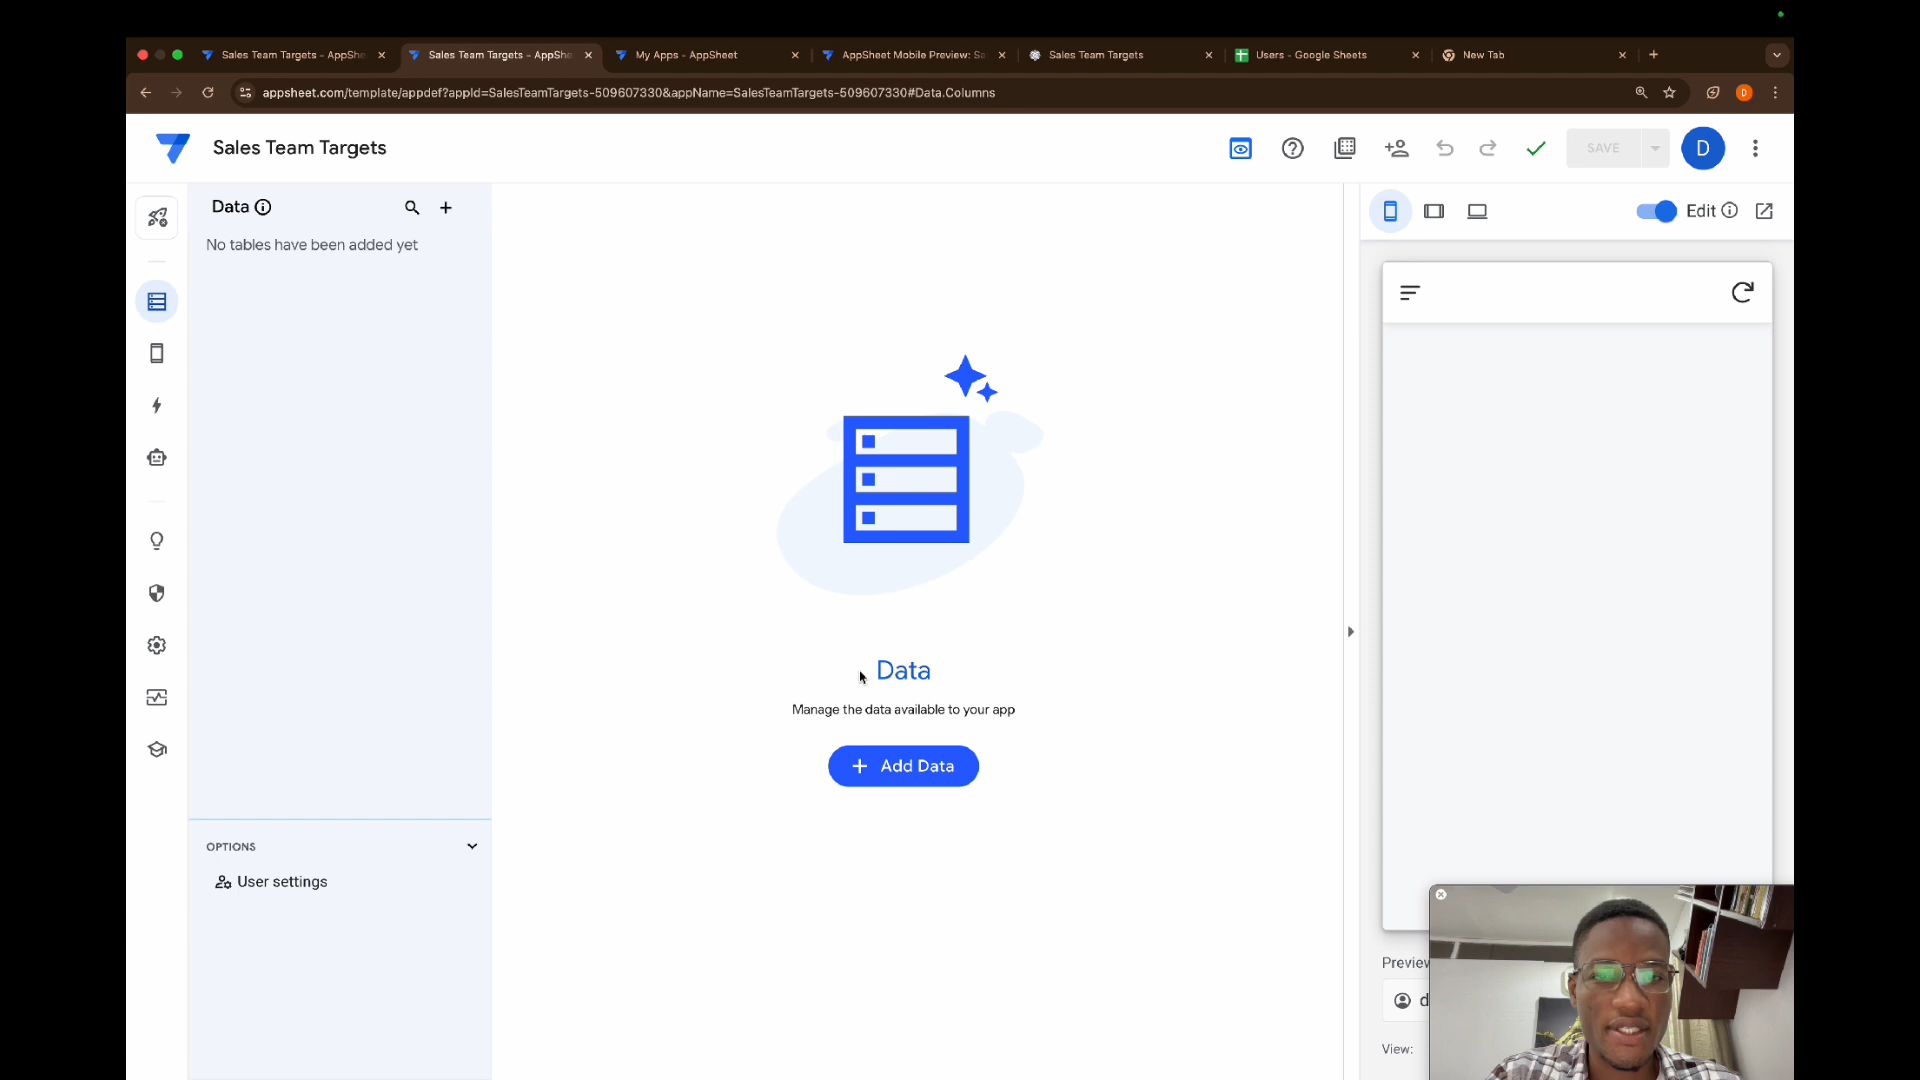 Sales Team Targets - AppShe
Sales Team Targets - AppShe
My Apps - AppSheet
AppSheet Mobile Preview: Sa
Sales Team Targets
Users - Google Sheets
New Tab
appsheet.com/template/appdef?appId=SalesTeamTargets-509607330&appName=SalesTeamTargets-509607330#Data.Columns
D
Sales Team Targets
SAVE
D
Data
No tables have been added yet
Edit
Data
Manage the data available to your app
+ Add Data
OPTIONS
User settings
Preview
d
View: